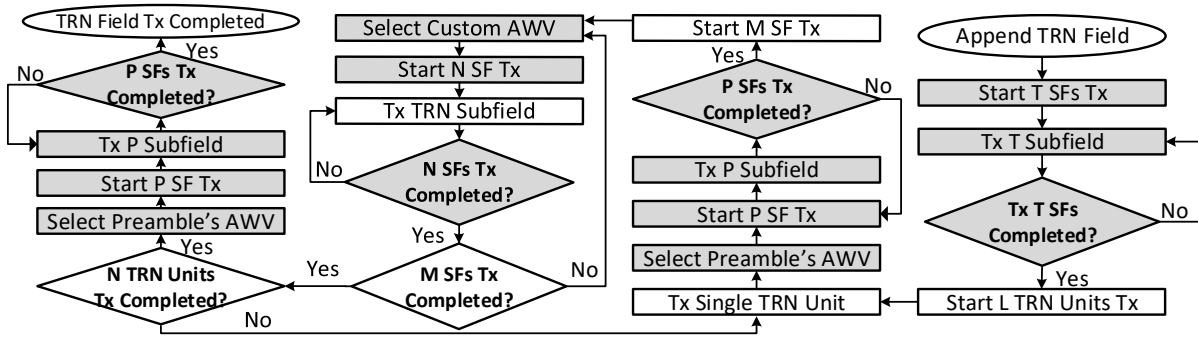 TRN Field Tx Completed
Yes
No
P SFs Tx
Completed?
Tx P Subfield
Start P SF Tx
Select Preamble's AWV
Yes
N TRN Units
Tx Completed?
No
Select Custom AWV
Start N SF Tx
Tx TRN Subfield
No
N SFs Tx
Completed?
Yes
Yes
M SFs Tx
Completed?
No
Start M SF Tx
Yes
P SFs Tx
Completed?
No
Tx P Subfield
Start P SF Tx
Select Preamble's AWV
Tx Single TRN Unit
Append TRN Field
Start T SFs Tx
Tx T Subfield
Tx T SFs
Completed?
No
Yes
Start L TRN Units Tx